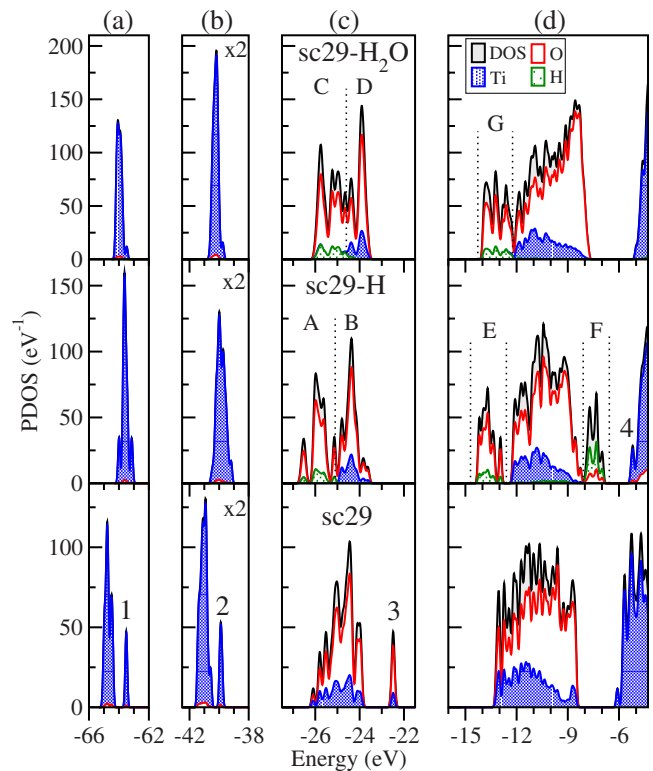 (a) (b) (c) (d)
200
150
100
50
0
x2
sc29-H₂O
C D
DOS O
Ti H
G
150
100
50
0
x2
sc29-H
A B
E F
4
PDOS (eV⁻¹)
100
50
0
x2
sc29
1
2
3
-66 -62 -42 -38 -26 -24 -22 -15 -12 -9 -6
Energy (eV)